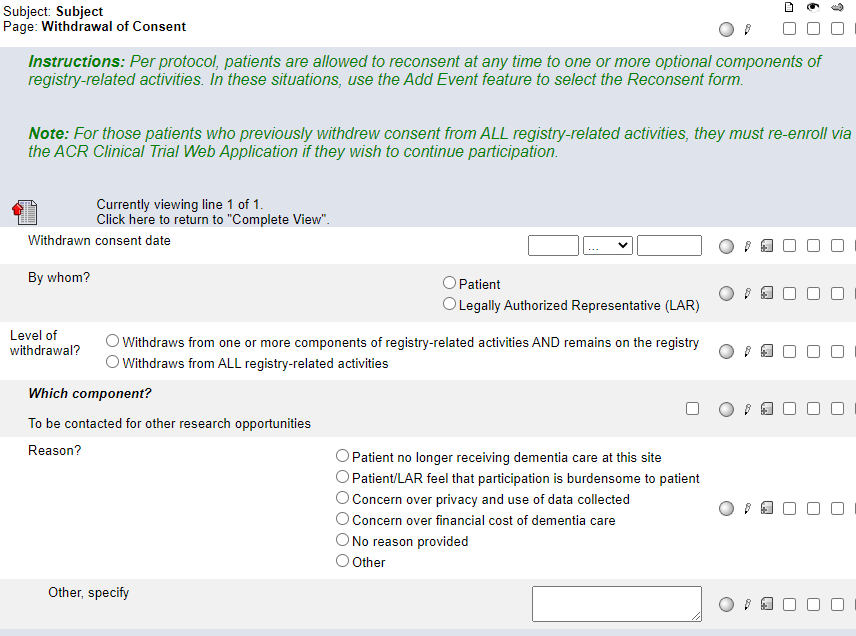 Subject: Subject
Page: Withdrawal of Consent
Instructions: Per protocol, patients are allowed to reconsent at any time to one or more optional components of
registry-related activities. In these situations, use the Add Event feature to select the Reconsent form.
Note: For those patients who previously withdrew consent from ALL registry-related activities, they must re-enroll via
the ACR Clinical Trial Web Application if they wish to continue participation.
Currently viewing line 1 of 1.
Click here to return to "Complete View".
Withdrawn consent date
...
By whom?
Patient
Legally Authorized Representative (LAR)
Level of
withdrawal?
Withdraws from one or more components of registry-related activities AND remains on the registry
Withdraws from ALL registry-related activities
Which component?
To be contacted for other research opportunities
Reason?
Patient no longer receiving dementia care at this site
Patient/LAR feel that participation is burdensome to patient
Concern over privacy and use of data collected
Concern over financial cost of dementia care
No reason provided
Other
Other, specify